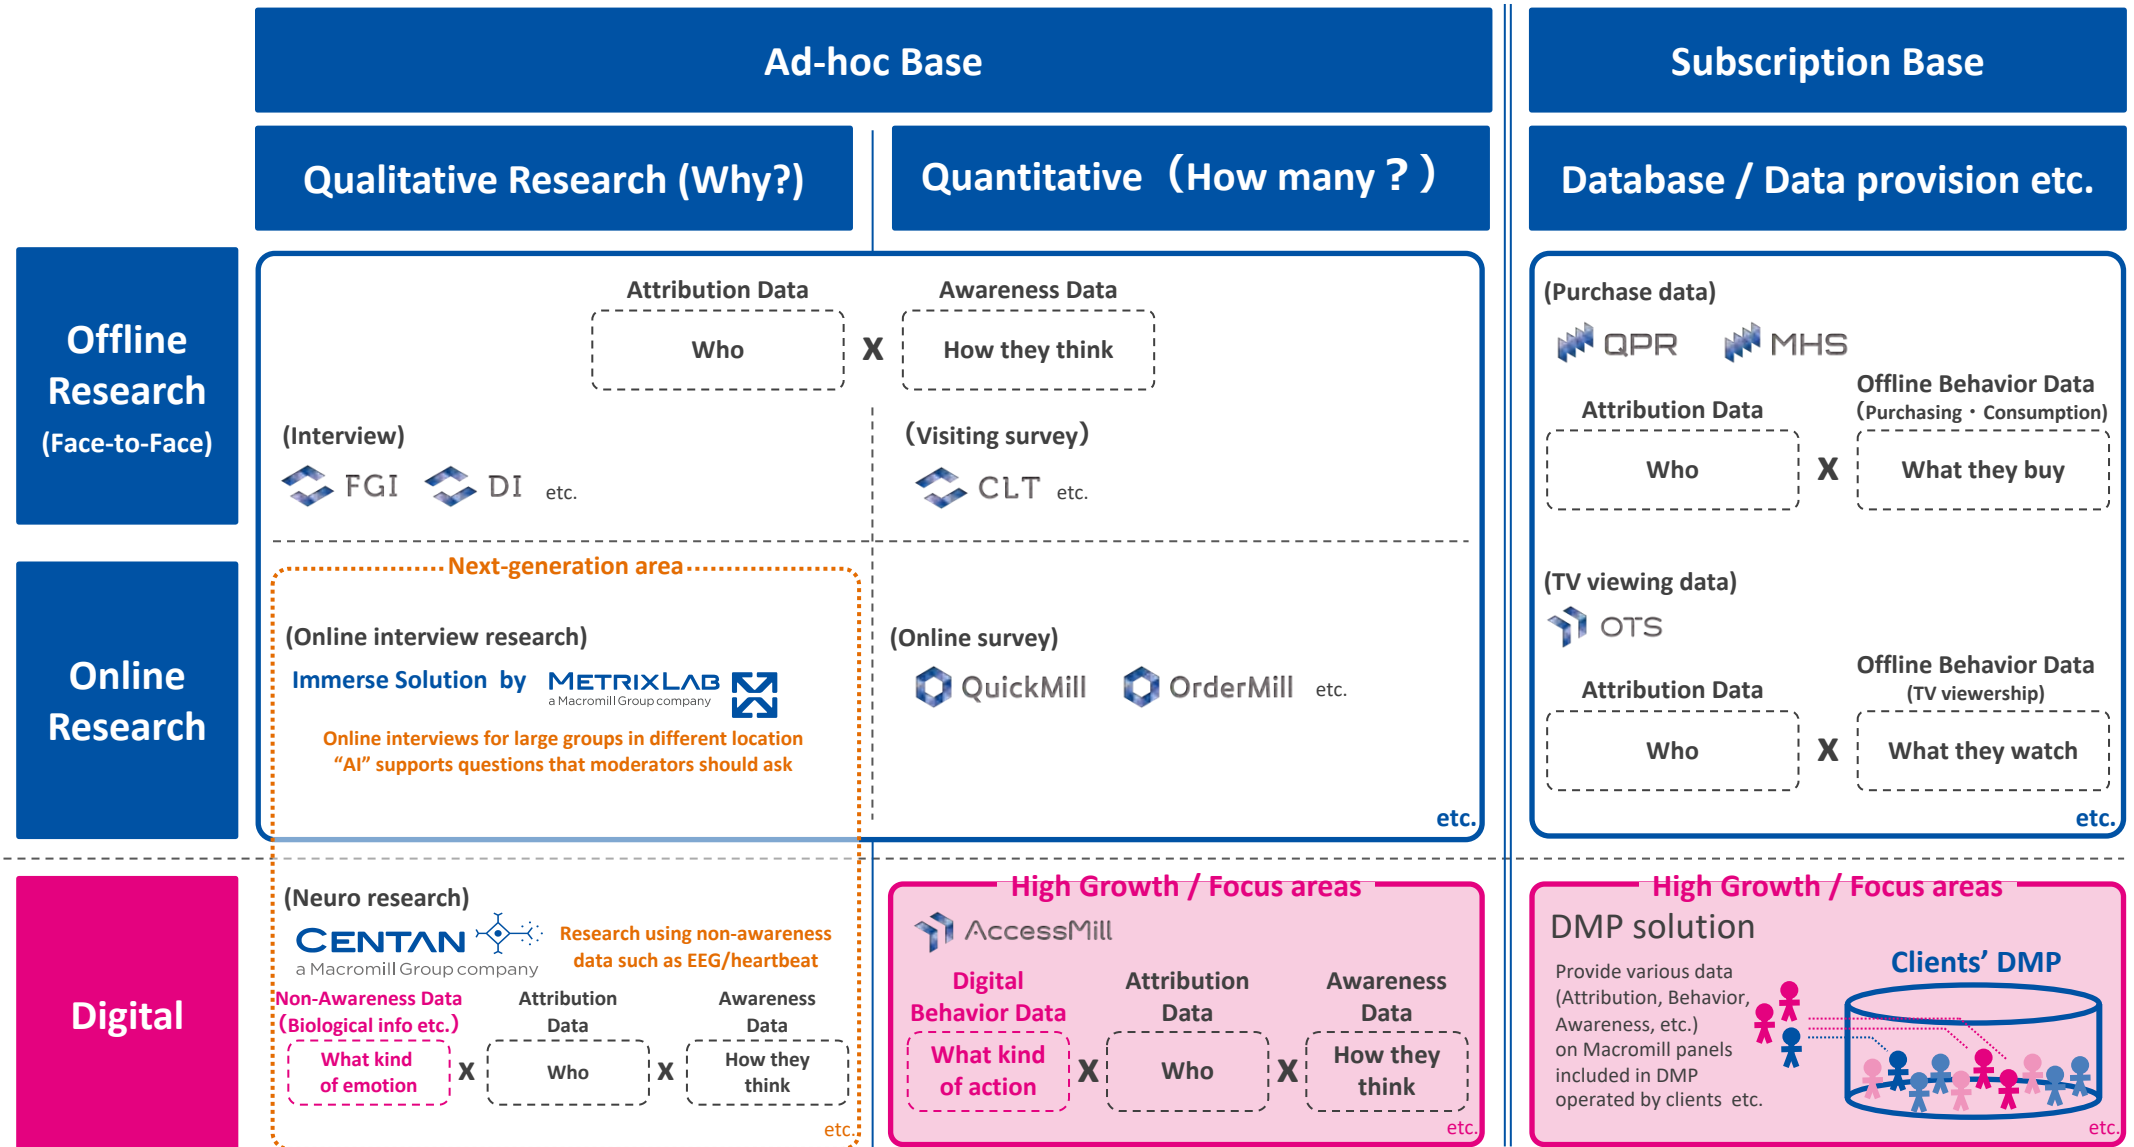 Ad-hoc Base
Subscription Base
Qualitative Research (Why?)
Quantitative （How many？）
Database / Data provision etc.
Offline
Research
(Face-to-Face)
Attribution Data
Awareness Data
Who
X
How they think
(Interview)
FGI
DI
etc.
（Visiting survey）
CLT
etc.
(Purchase data)
QPR
MHS
Attribution Data
Offline Behavior Data
(Purchasing・Consumption)
Who
X
What they buy
Online
Research
Next-generation area
(Online interview research)
Immerse Solution by
METRIXLAB
a Macromill Group company
Online interviews for large groups in different location
“AI” supports questions that moderators should ask
(Online survey)
QuickMill
OrderMill
etc.
etc.
(TV viewing data)
OTS
Attribution Data
Offline Behavior Data
(TV viewership)
Who
X
What they watch
etc.
Digital
(Neuro research)
CENTAN
a Macromill Group company
Research using non-awareness
data such as EEG/heartbeat
Non-Awareness Data
（Biological info etc.）
Attribution
Data
Awareness
Data
What kind
of emotion
X
Who
X
How they
think
etc.
High Growth / Focus areas
AccessMill
Digital
Behavior Data
Attribution
Data
Awareness
Data
What kind
of action
X
Who
X
How they
think
etc.
High Growth / Focus areas
DMP solution
Provide various data
(Attribution, Behavior,
Awareness, etc.)
on Macromill panels
included in DMP
operated by clients etc.
Clients’ DMP
etc.